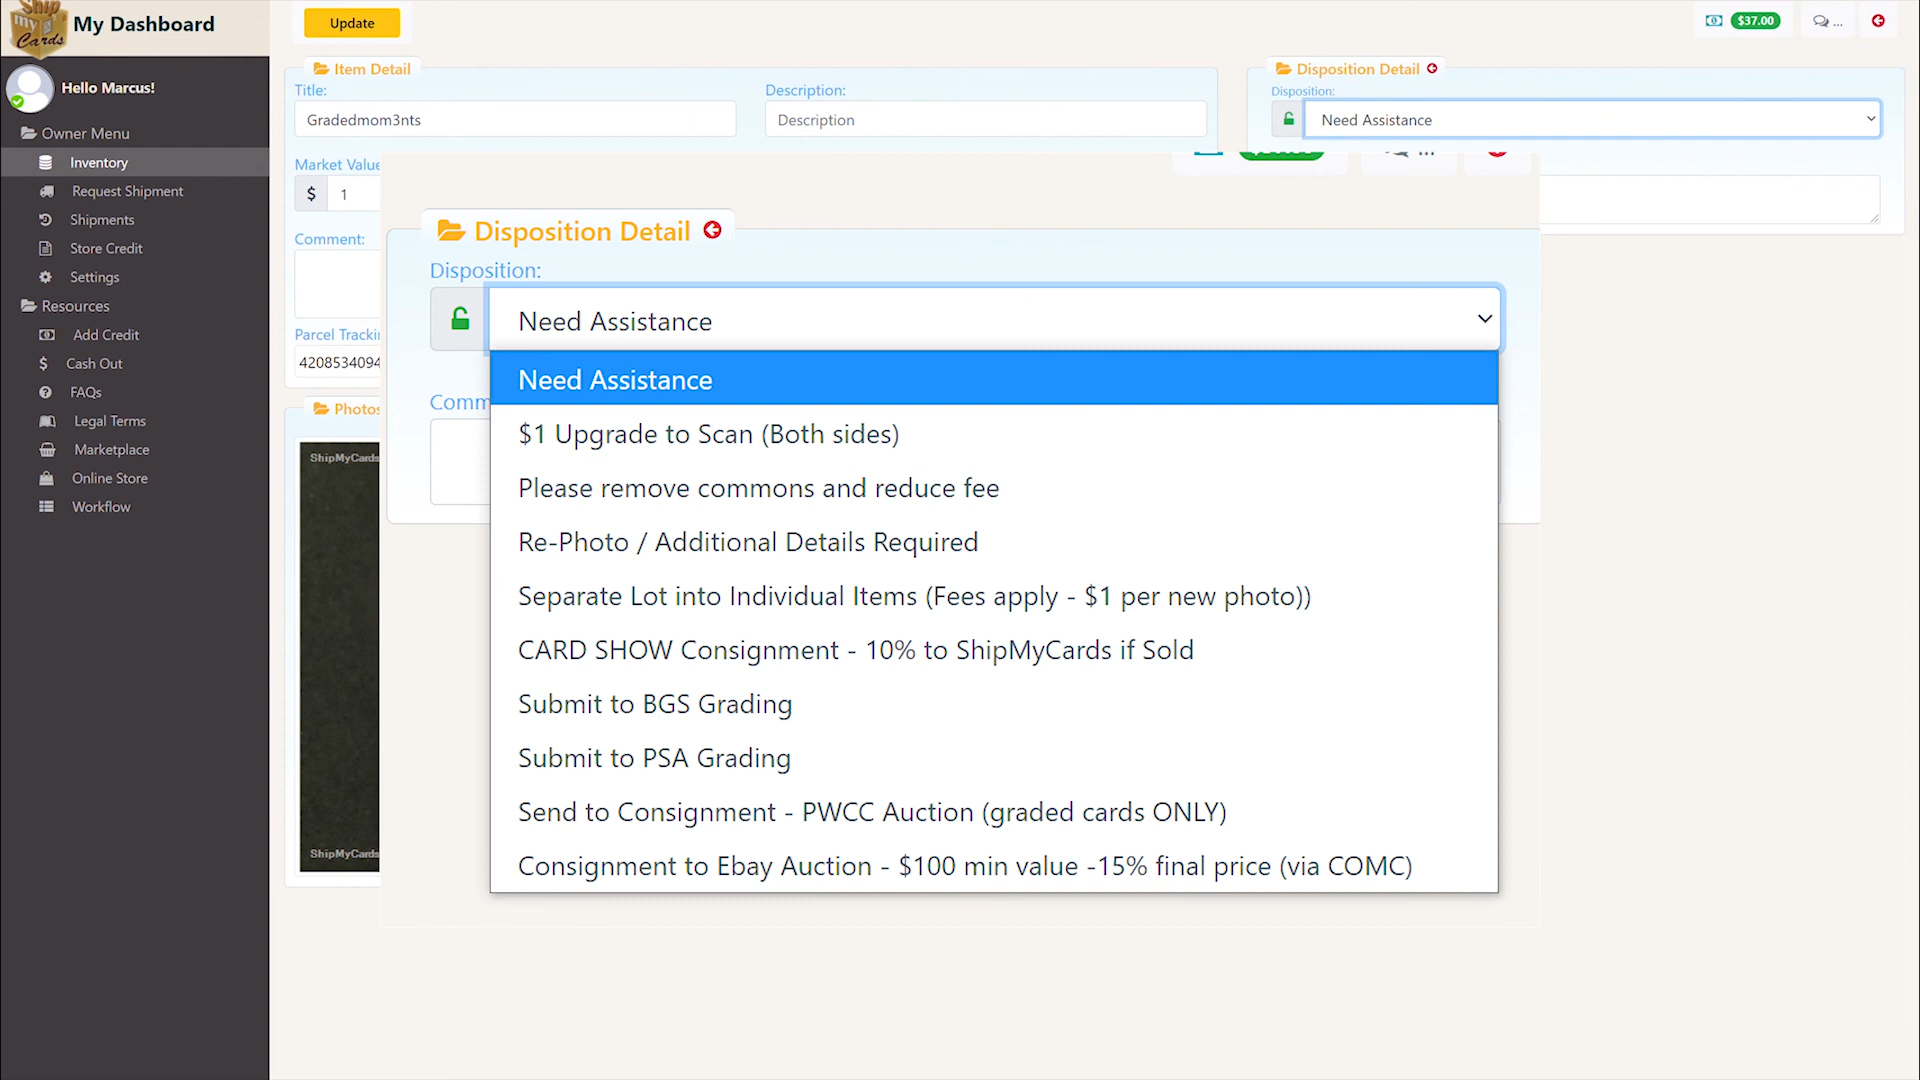 Ship
my
Cards
My Dashboard
Update
$37.00
...
Hello Marcus!
Owner Menu
Inventory
Request Shipment
Shipments
Store Credit
Settings
Resources
Add Credit
$ Cash Out
FAQs
Legal Terms
Marketplace
Online Store
Workflow
Item Detail
Title:
Gradedmom3nts
Description:
Description
Market Value
$ 1
Comment:
Parcel Trackin
4208534094
Photos
ShipMyCards
ShipMyCards
Disposition Detail
Disposition:
Need Assistance
...
Disposition Detail
Disposition:
Need Assistance
Comm
Need Assistance
$1 Upgrade to Scan (Both sides)
Please remove commons and reduce fee
Re-Photo / Additional Details Required
Separate Lot into Individual Items (Fees apply - $1 per new photo))
CARD SHOW Consignment - 10% to ShipMyCards if Sold
Submit to BGS Grading
Submit to PSA Grading
Send to Consignment - PWCC Auction (graded cards ONLY)
Consignment to Ebay Auction - $100 min value -15% final price (via COMC)